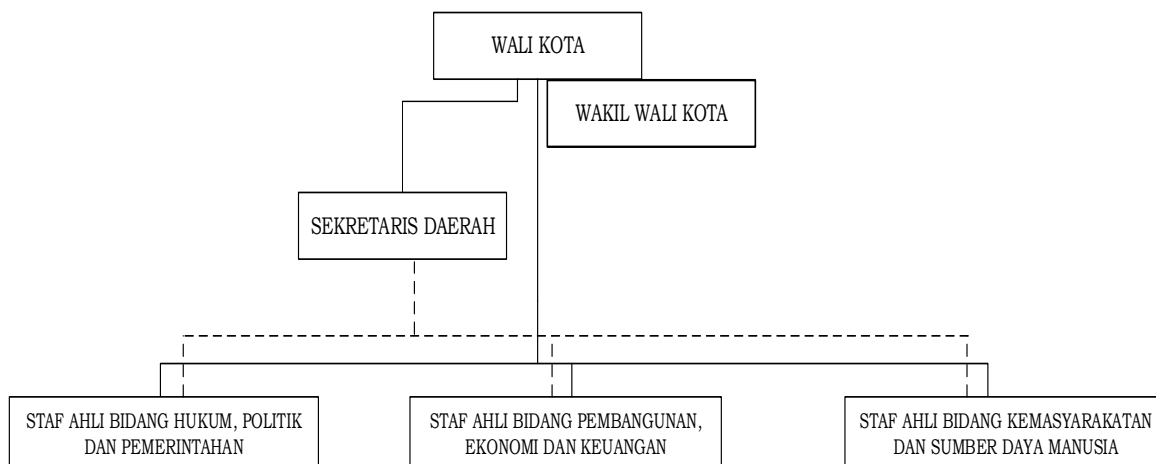 WALI KOTA
WAKIL WALI KOTA
SEKRETARIS DAERAH
STAF AHLI BIDANG HUKUM, POLITIK
DAN PEMERINTAHAN
STAF AHLI BIDANG PEMBANGUNAN,
EKONOMI DAN KEUANGAN
STAF AHLI BIDANG KEMASYARAKATAN
DAN SUMBER DAYA MANUSIA